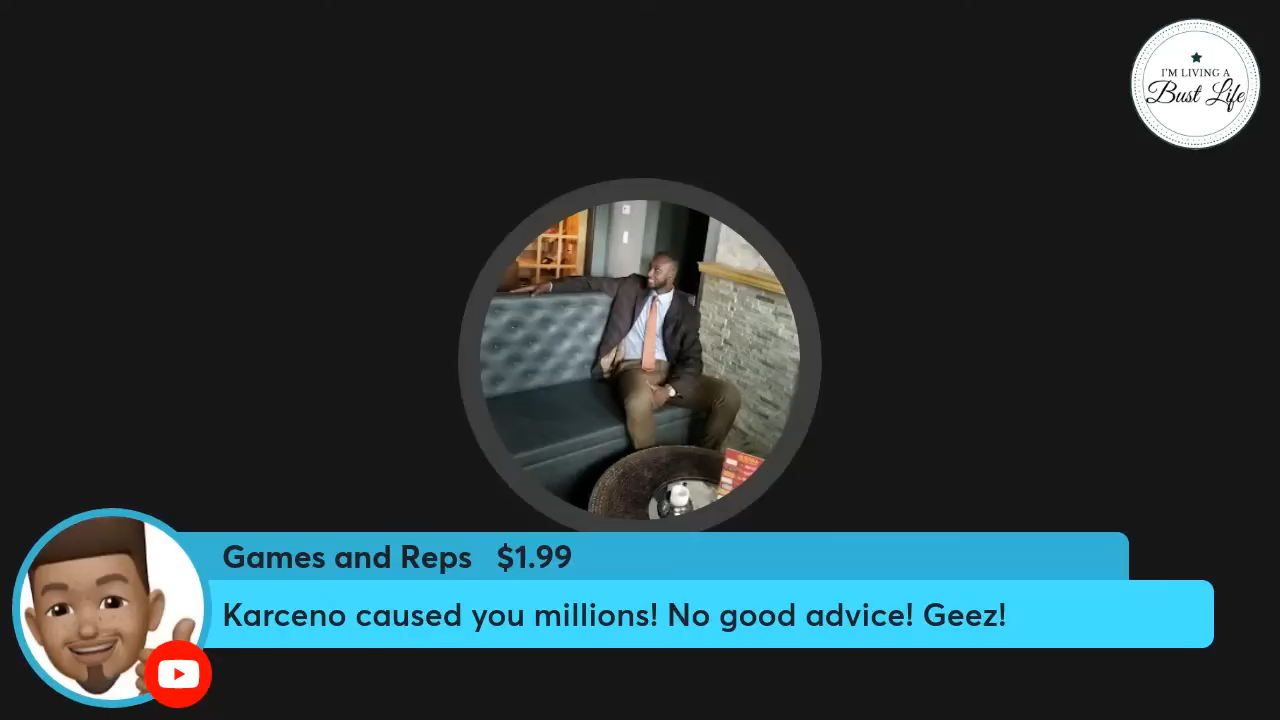 I'M LIVING A
Bust Life
Games and Reps $1.99
Karceno caused you millions! No good advice! Geez!